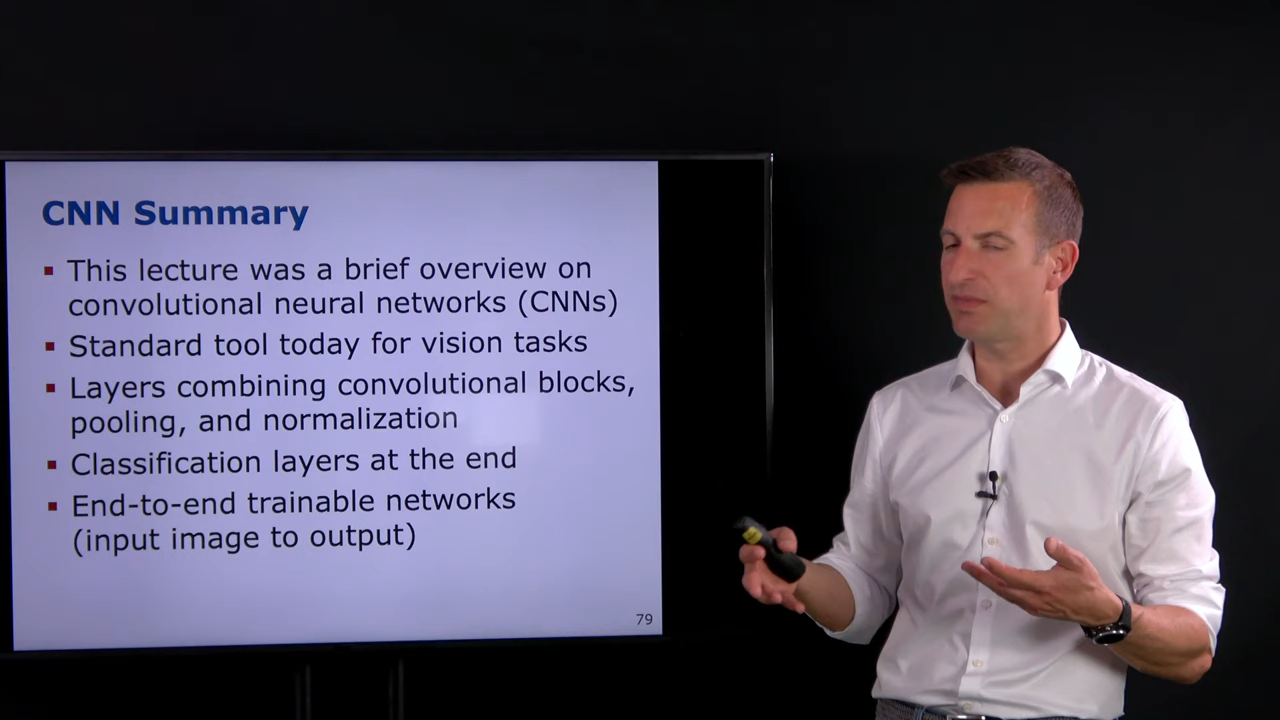 CNN Summary
This lecture was a brief overview on
convolutional neural networks (CNNs)
Standard tool today for vision tasks
Layers combining convolutional blocks,
pooling, and normalization
Classification layers at the end
End-to-end trainable networks
(input image to output)
79